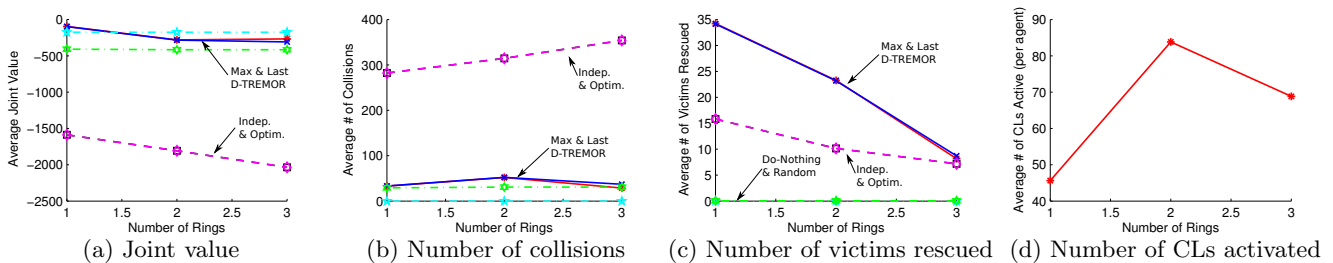 0
−500
−1000
−1500
−2000
−2500
1 1.5 2 2.5 3
Average Joint Value
Number of Rings
Max & Last
D-TREMOR
Indep.
& Optim.
(a) Joint value
400
300
200
100
0
1 1.5 2 2.5 3
Average # of Collisions
Number of Rings
Indep.
& Optim.
Max & Last
D-TREMOR
(b) Number of collisions
35
30
25
20
15
10
5
0
1 1.5 2 2.5 3
Average # of Victims Rescued
Number of Rings
Max & Last
D-TREMOR
Do-Nothing
& Random
Indep.
& Optim.
(c) Number of victims rescued
90
80
70
60
50
40
1 1.5 2 2.5 3
Average # of CLs Active (per agent)
Number of Rings
(d) Number of CLs activated